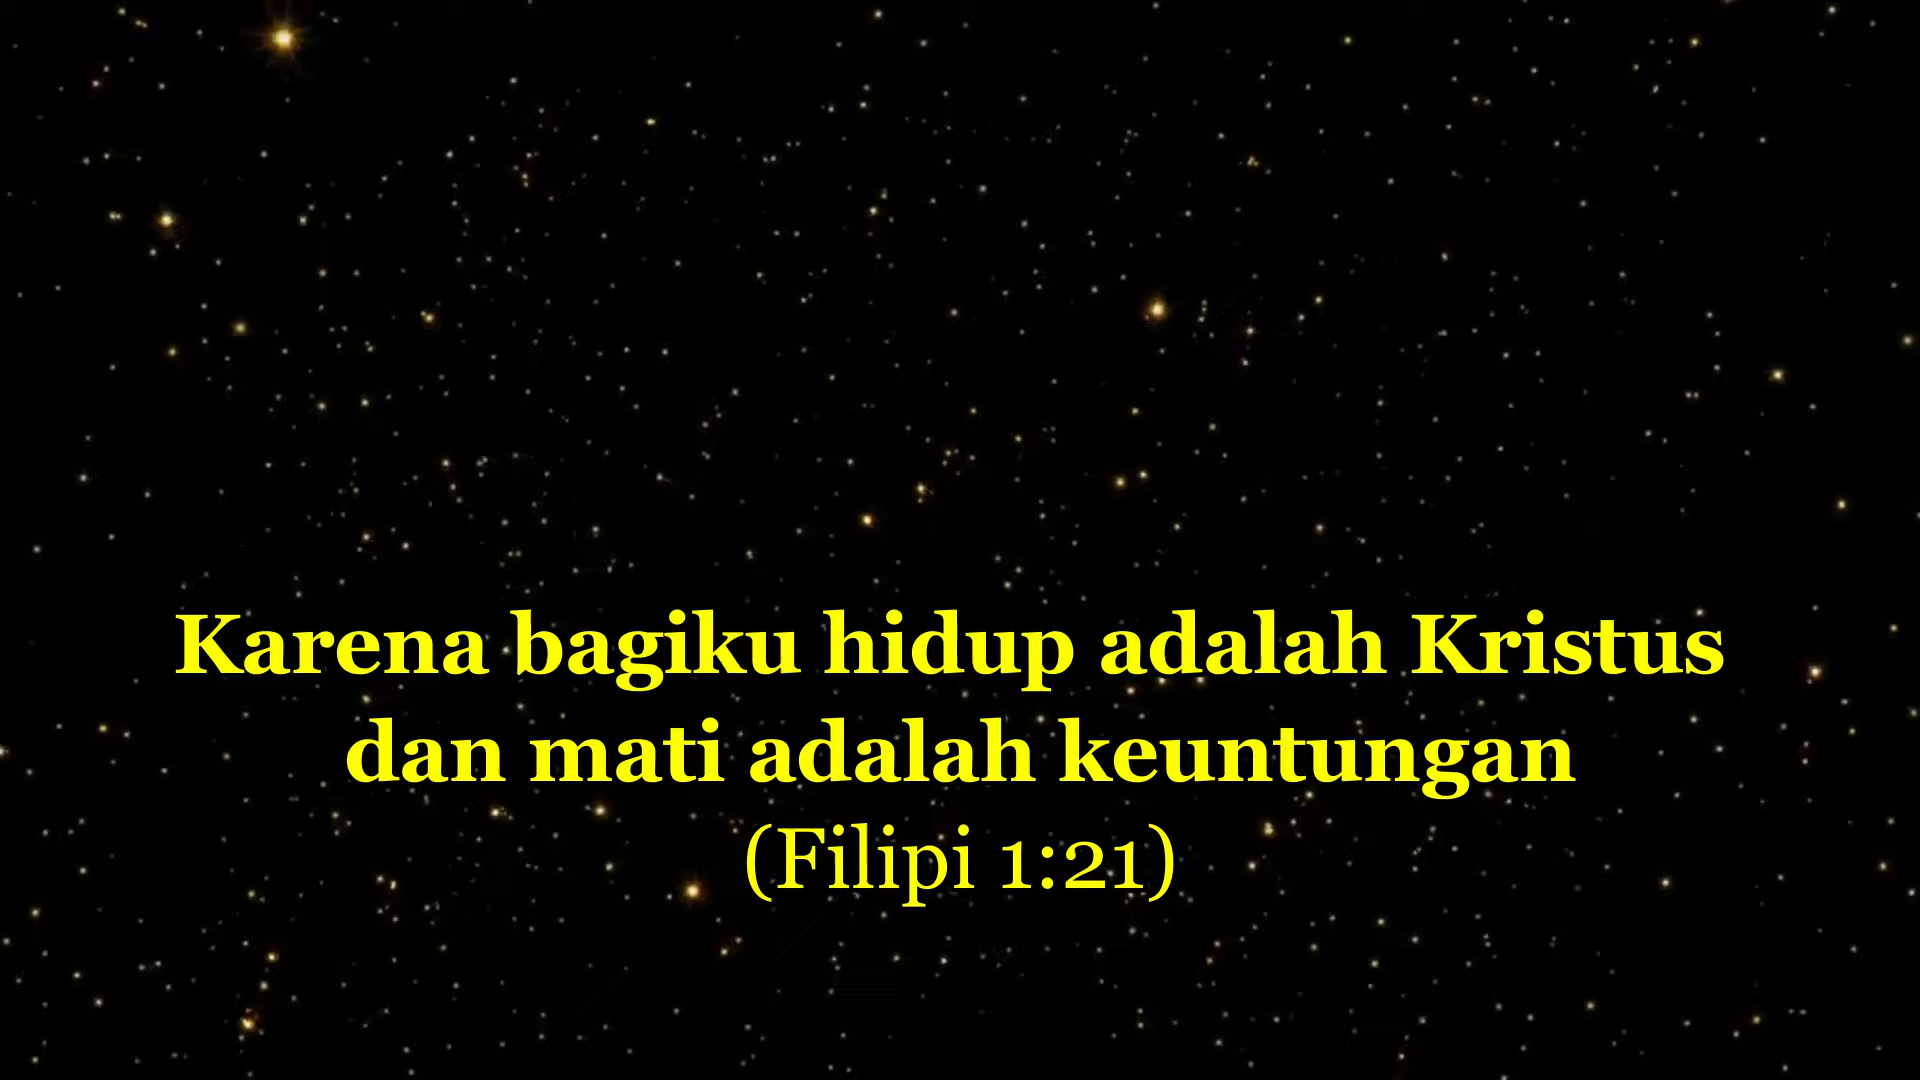 Karena bagiku hidup adalah Kristus
dan mati adalah keuntungan
(Filipi 1:21)